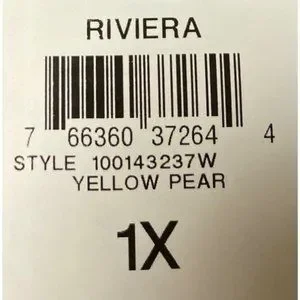 RIVIERA
7 66360 37264 4
STYLE 100143237W
YELLOW PEAR
1X